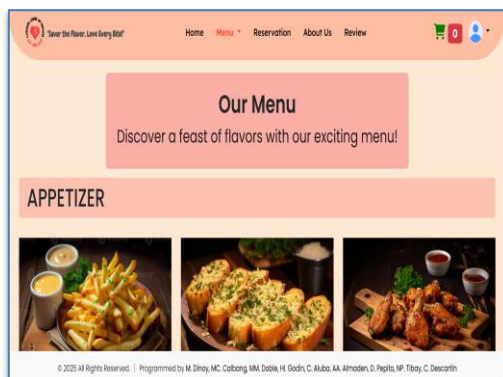 "Savor the Flavor, Love Every Bite!"
Home Menu Reservation About Us Review
0
Our Menu
Discover a feast of flavors with our exciting menu!
APPETIZER
© 2025 All Rights Reserved. | Programmed by M. Dinoy, MC. Calbang, MM. Doble, HI. Godin, C. Aluba, AA. Almaden, D. Pepito, NP. Tibay, C. Descartin